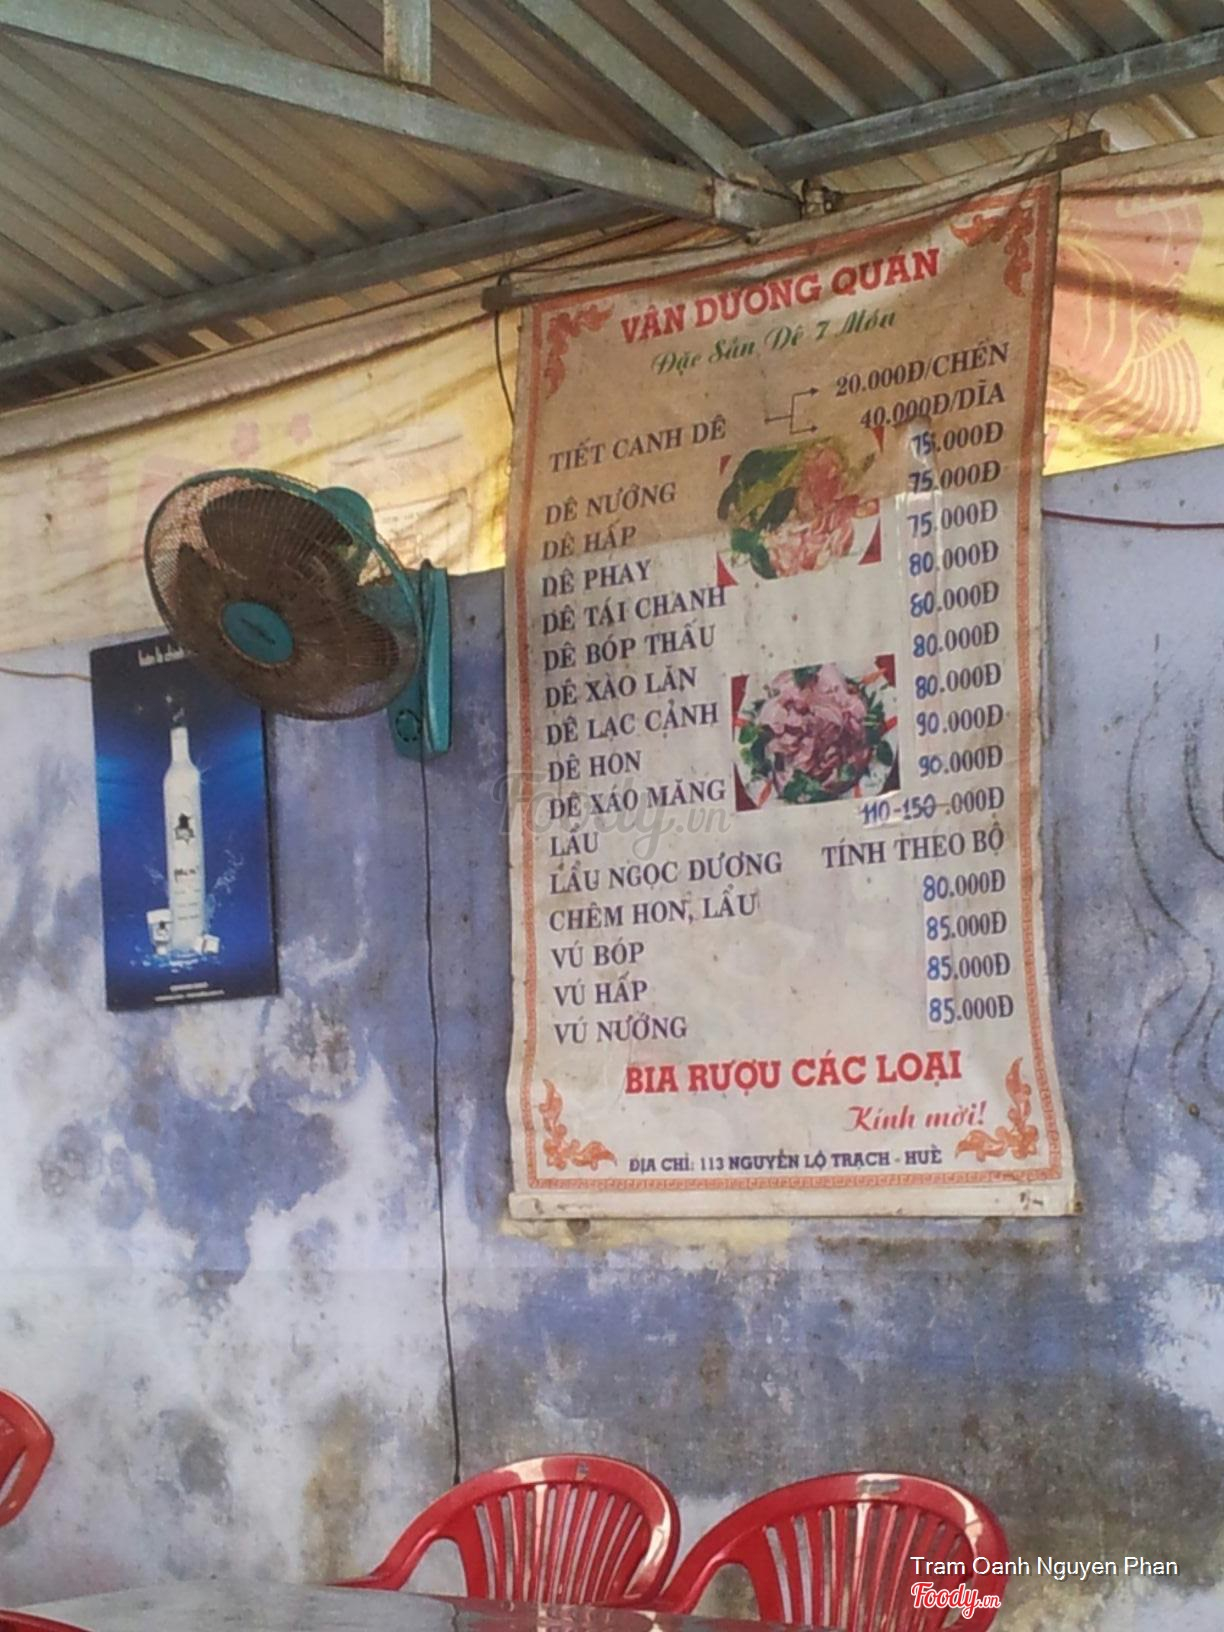 VÂN DƯƠNG QUÁN
Đặc Sản Dê 7 Món
TIẾT CANH DÊ 20.000Đ/CHÉN
40.000Đ/DĨA
DÊ NƯỚNG 75.000Đ
DÊ HẤP 75.000Đ
DÊ PHAY 75.000Đ
DÊ TÁI CHANH 80.000Đ
DÊ BÓP THẤU 80.000Đ
DÊ XÀO LĂN 80.000Đ
DÊ LẠC CẢNH 80.000Đ
DÊ HON 90.000Đ
DÊ XÁO MĂNG 90.000Đ
LẨU 110-150.000Đ
LẨU NGỌC DƯƠNG TÍNH THEO BỘ
CHÊM HON, LẨU 80.000Đ
VÚ BÓP 85.000Đ
VÚ HẤP 85.000Đ
VÚ NƯỚNG 85.000Đ
BIA RƯỢU CÁC LOẠI
Kính mời!
ĐỊA CHỈ: 113 NGUYỄN LỘ TRẠCH - HUẾ
Foody.vn
Tram Oanh Nguyen Phan
Foody.vn